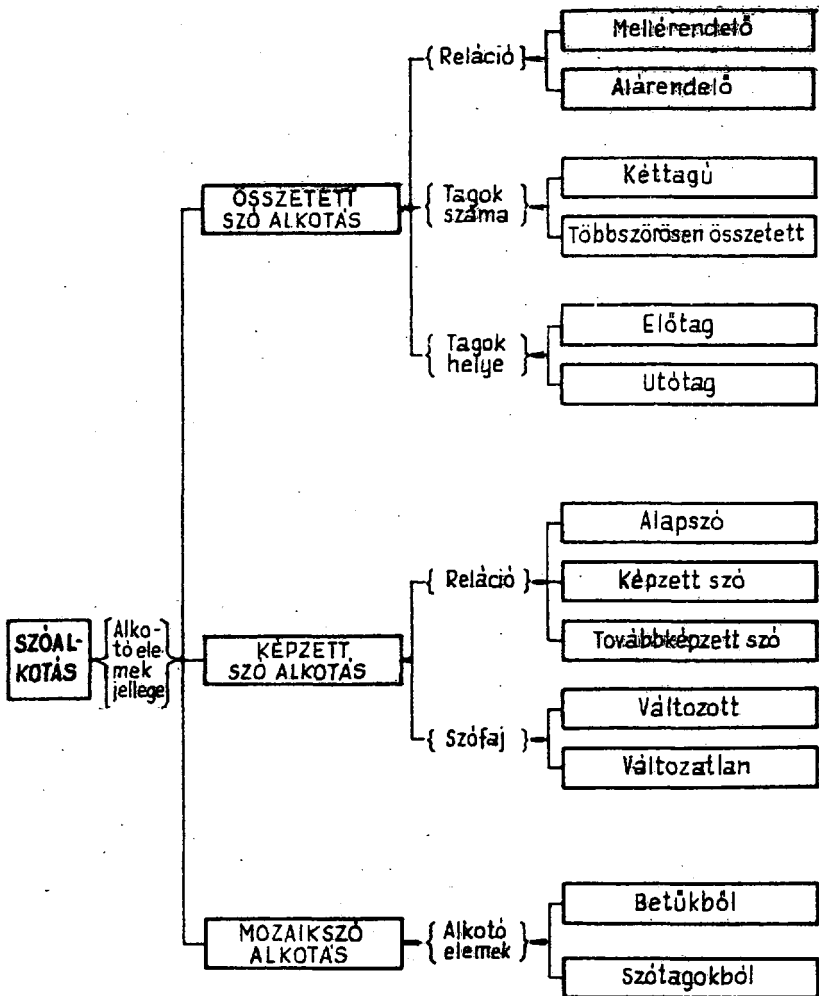 Mellérendelő
{ Reláció }
Alárendelő
Kéttagú
ÖSSZETETT
SZÓ ALKOTÁS
{ Tagok
száma }
Többszörösen összetett
Előtag
{ Tagok
helye }
Utótag
Alapszó
{ Reláció }
Képzett szó
Továbbképzett szó
SZÓAL-
KOTÁS
Alko-
tó ele-
mek
jellege
KÉPZETT
SZÓ ALKOTÁS
Változott
{ Szófaj }
Változatlan
Betűkből
MOZAIKSZÓ
ALKOTÁS
{ Alkotó
elemek }
Szótagokból